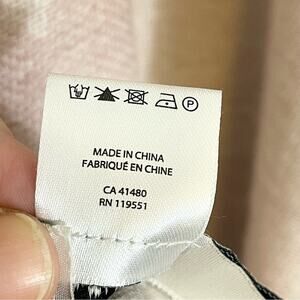 MADE IN CHINA
FABRIQUÉ EN CHINE
CA 41480
RN 119551